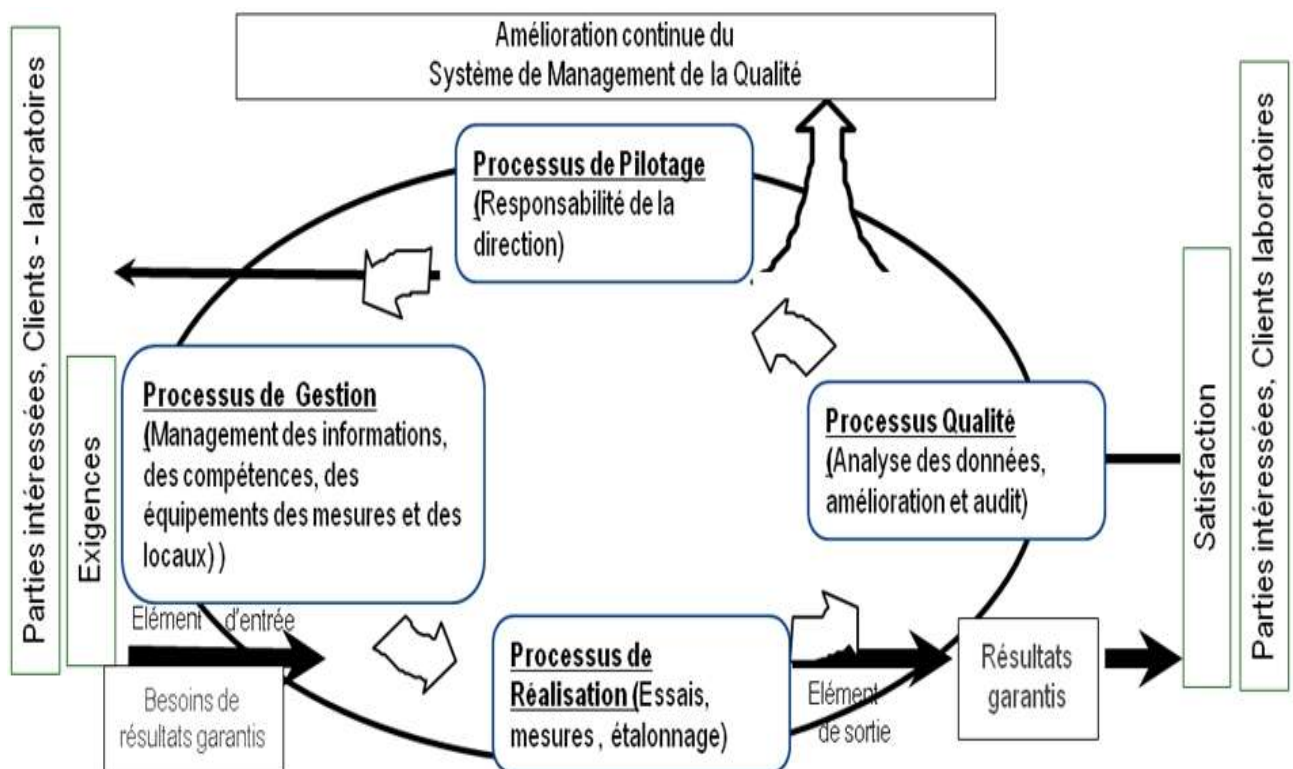 Amélioration continue du
Système de Management de la Qualité
Parties intéressées, Clients - laboratoires
Exigences
Processus de Pilotage
(Responsabilité de la
direction)
Processus de Gestion
(Management des informations,
des compétences, des
équipements des mesures et des
locaux) )
Processus Qualité
(Analyse des données,
amélioration et audit)
Satisfaction
Parties intéressées, Clients laboratoires
Elément d'entrée
Besoins de
résultats garantis
Processus de
Réalisation (Essais,
mesures , étalonnage)
Elément
de sortie
Résultats
garantis